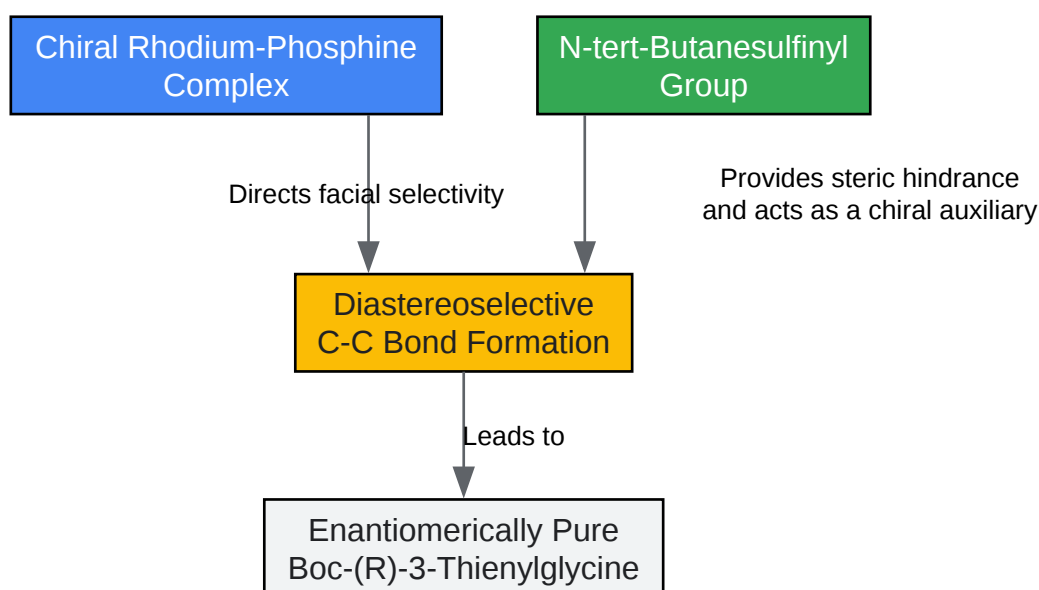 Chiral Rhodium-Phosphine
Complex
N-tert-Butanesulfinyl
Group
Directs facial selectivity
Provides steric hindrance
and acts as a chiral auxiliary
Diastereoselective
C-C Bond Formation
Leads to
Enantiomerically Pure
Boc-(R)-3-Thienylglycine